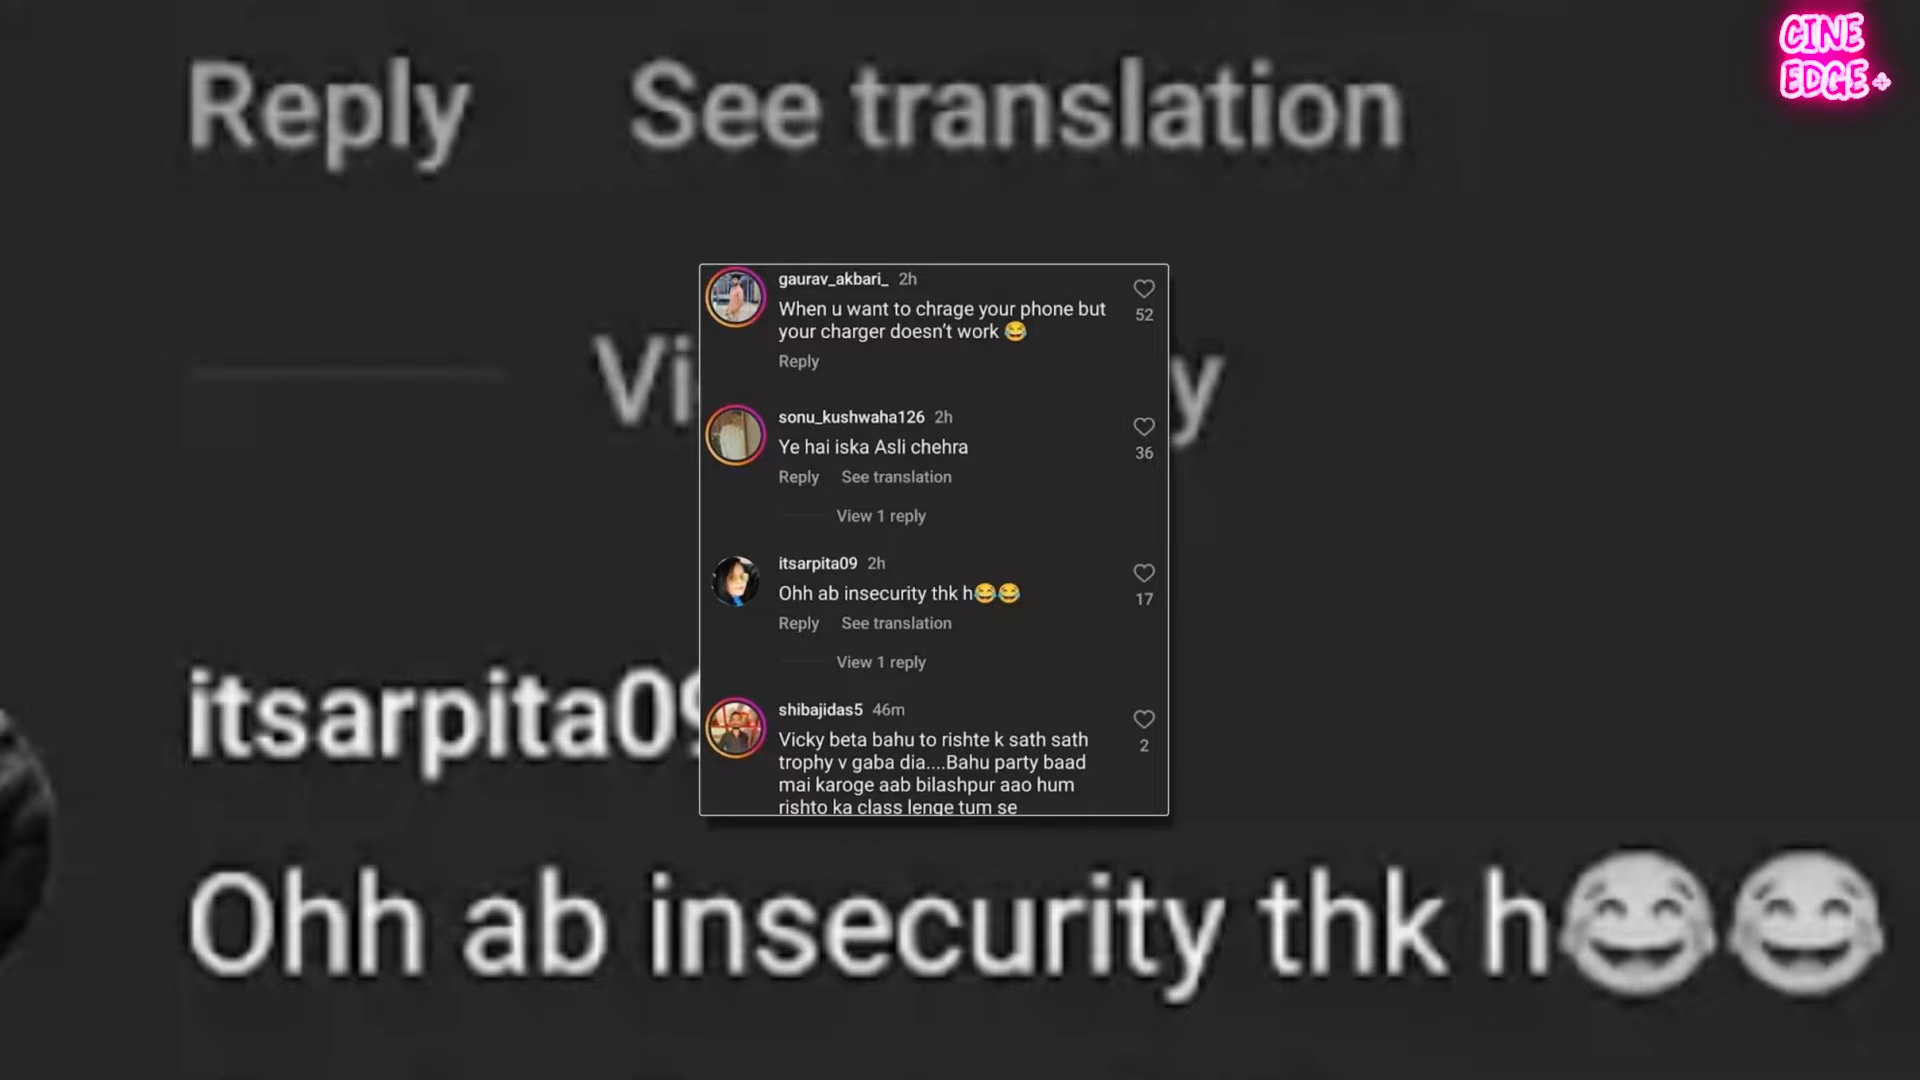 CINE
EDGE
Reply See translation
gaurav_akbari_ 2h
When u want to chrage your phone but
your charger doesn't work 😂
52
Reply
sonu_kushwaha126 2h
Ye hai iska Asli chehra
36
Reply See translation
View 1 reply
itsarpita09 2h
Ohh ab insecurity thk h😂😂
17
Reply See translation
View 1 reply
shibajidas5 46m
Vicky beta bahu to rishte k sath sath
trophy v gaba dia....Bahu party baad
mai karoge aab bilashpur aao hum
rishto ka class lenge tum se
2
itsarpita09
Ohh ab insecurity thk h😂😂